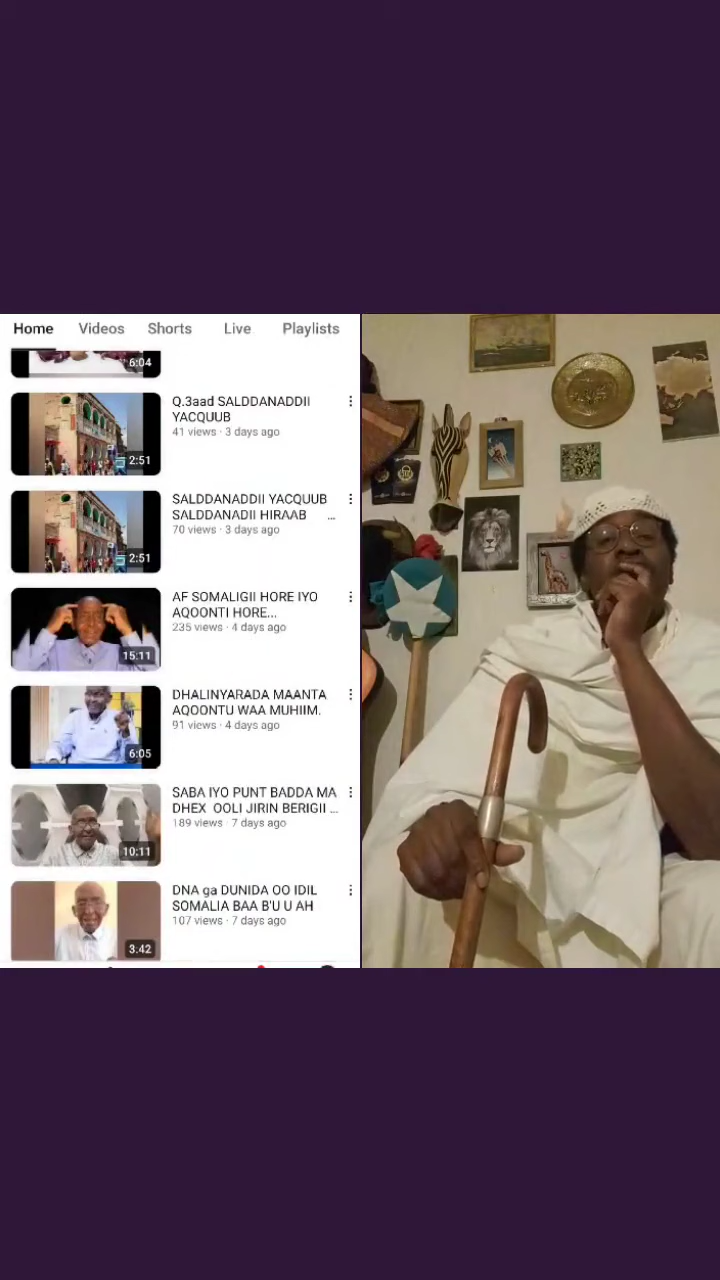 Home Videos Shorts Live Playlists
6:04
Q.3aad SALDDANADDII
YACQUUB
41 views · 3 days ago
2:51
SALDDANADDII YACQUUB
SALDDANADII HIRAAB ...
70 views · 3 days ago
2:51
AF SOMALIGII HORE IYO
AQOONTI HORE...
235 views · 4 days ago
15:11
DHALINYARADA MAANTA
AQOONTU WAA MUHIIM.
91 views · 4 days ago
6:05
SABA IYO PUNT BADDA MA
DHEX OOLI JIRIN BERIGII ...
189 views · 7 days ago
10:11
DNA ga DUNIDA OO IDIL
SOMALIA BAA B'U U AH
107 views · 7 days ago
3:42